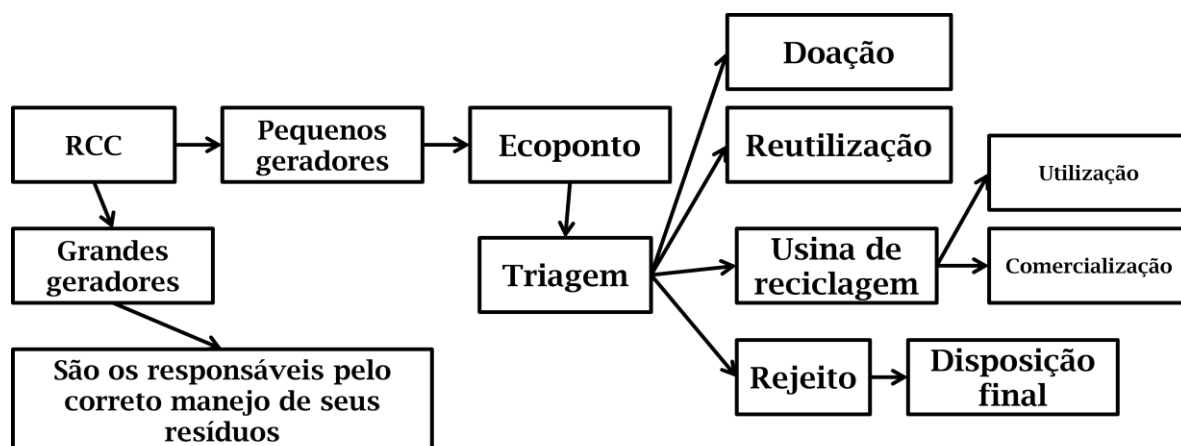 Doação
RCC
Pequenos
geradores
Ecoponto
Reutilização
Utilização
Grandes
geradores
Triagem
Usina de
reciclagem
Comercialização
São os responsáveis pelo
correto manejo de seus
resíduos
Rejeito
Disposição
final